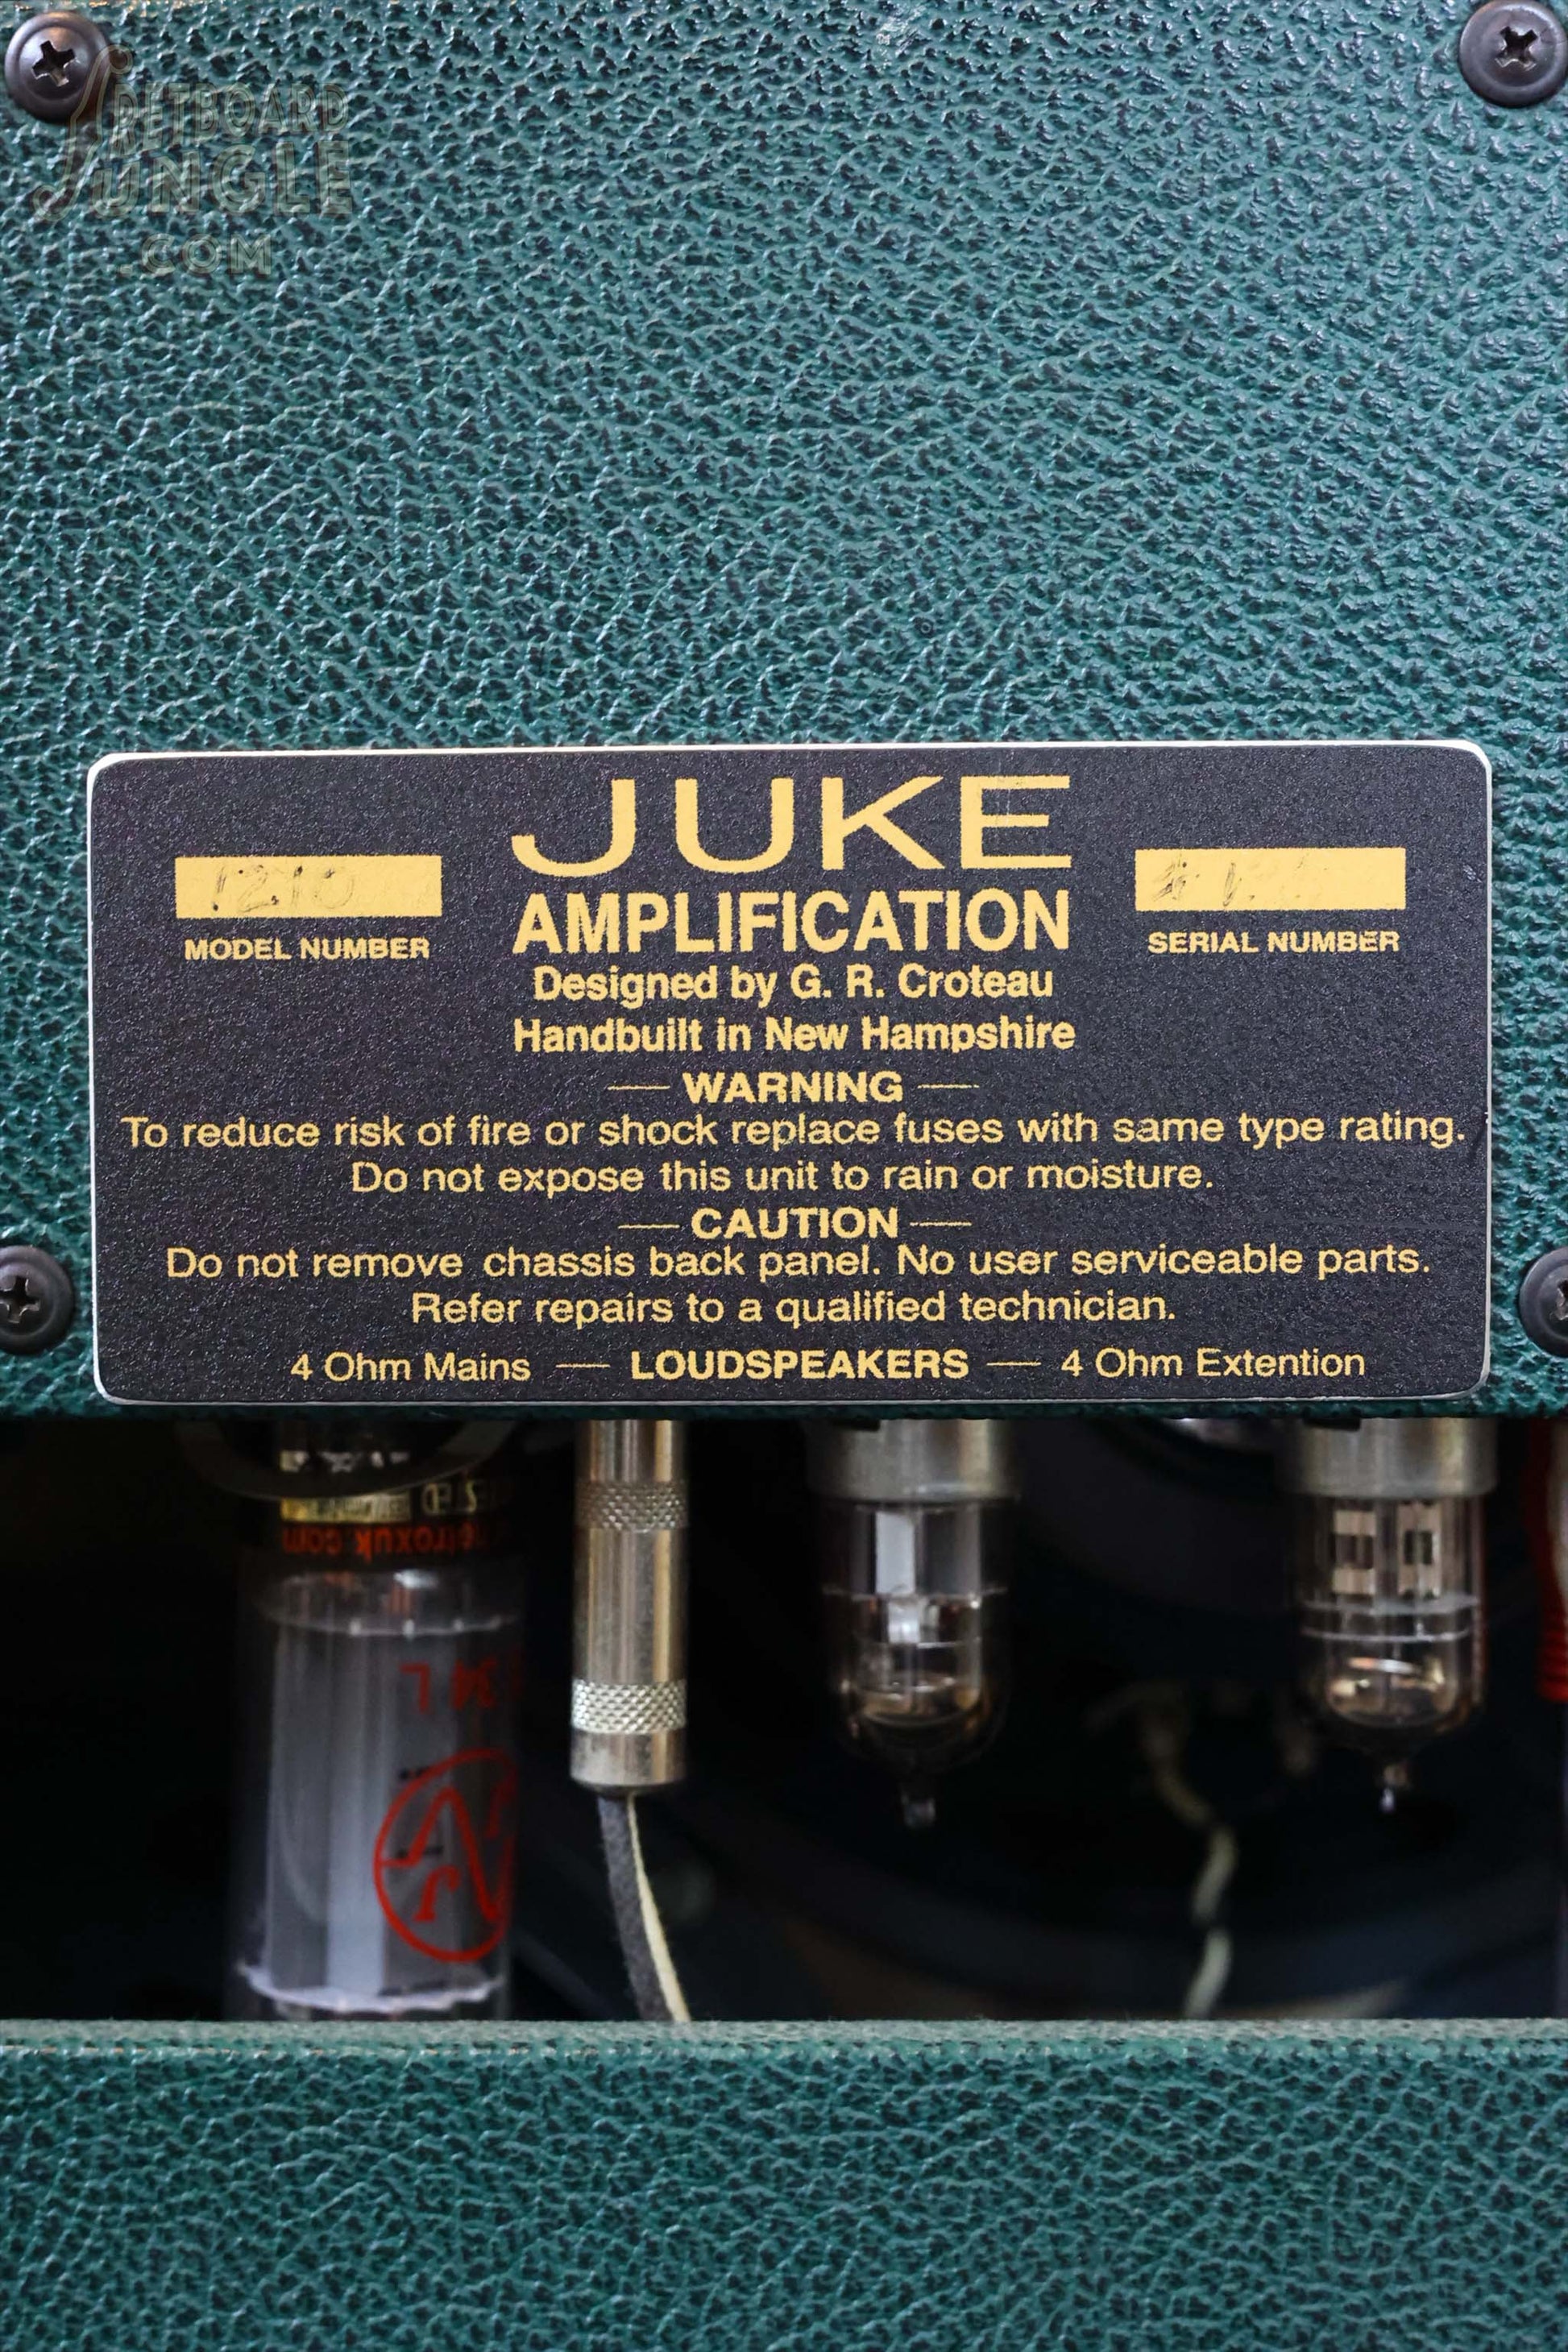 FRETBOARD
JUNGLE
.COM
JUKE
AMPLIFICATION
1210
MODEL NUMBER
SERIAL NUMBER
Designed by G. R. Croteau
Handbuilt in New Hampshire
— WARNING —
To reduce risk of fire or shock replace fuses with same type rating.
Do not expose this unit to rain or moisture.
— CAUTION —
Do not remove chassis back panel. No user serviceable parts.
Refer repairs to a qualified technician.
4 Ohm Mains — LOUDSPEAKERS — 4 Ohm Extention
34L